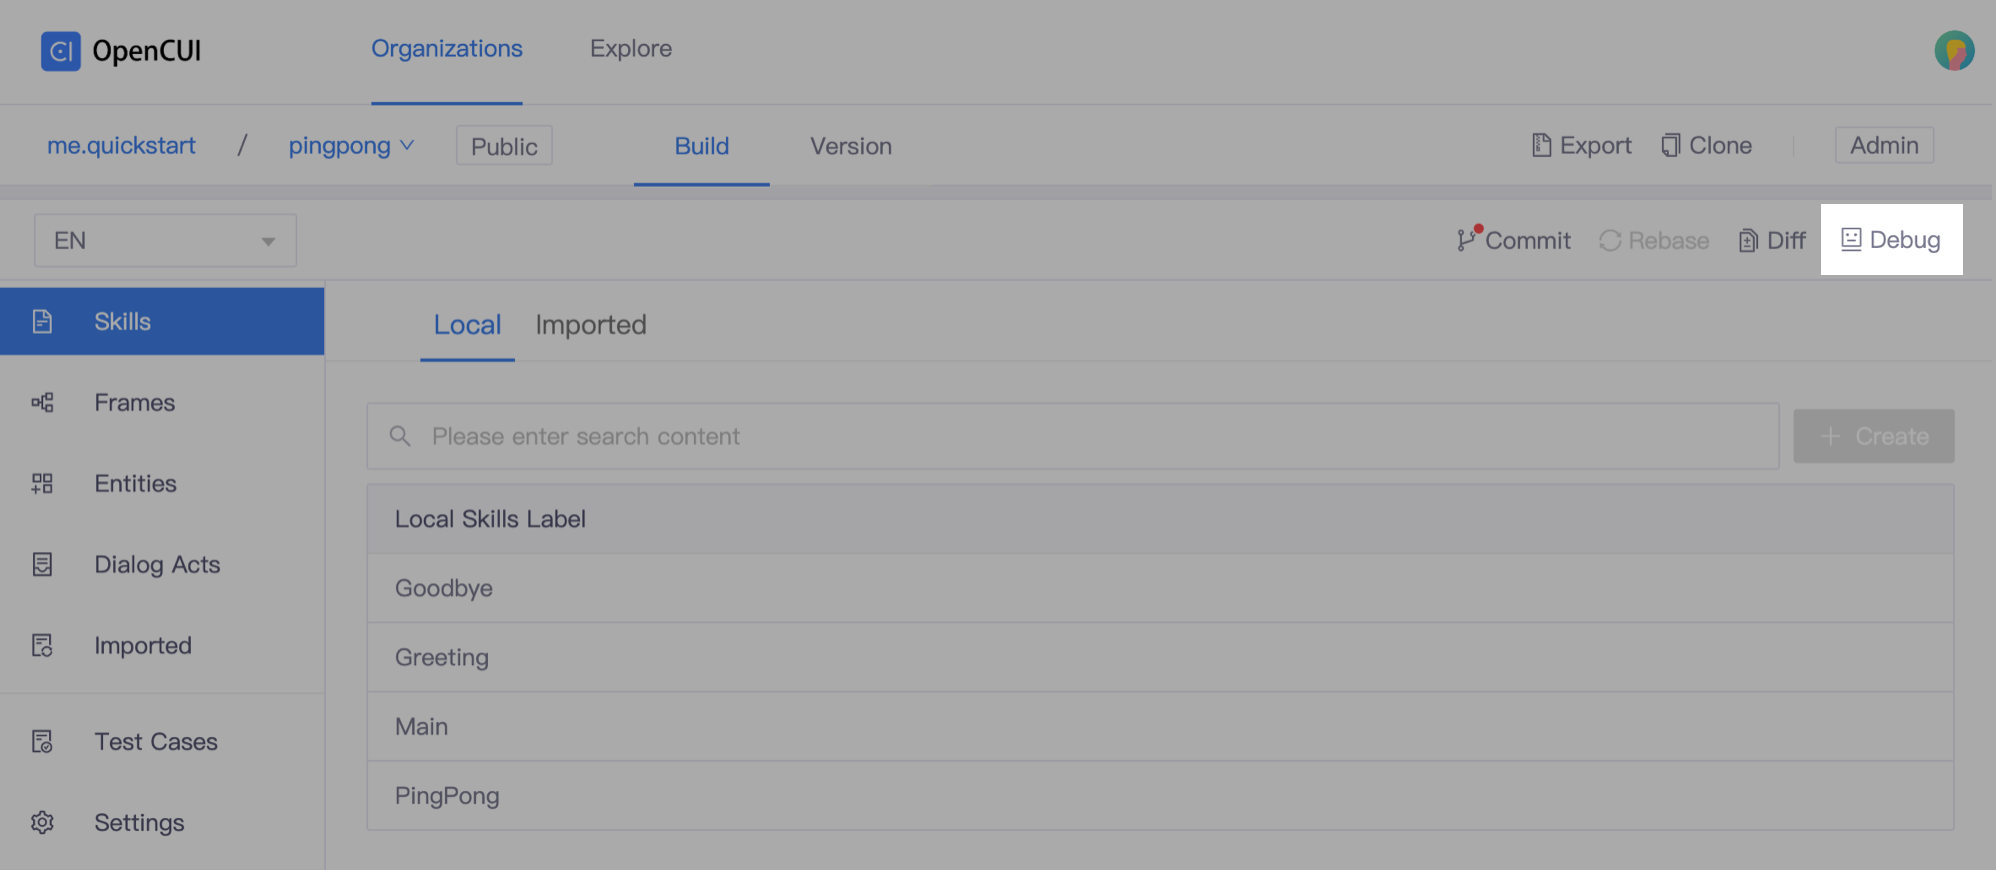 OpenCUI
Organizations Explore
me.quickstart / pingpong Public Build Version Export Clone Admin
EN Commit Rebase Diff Debug
Skills
Frames
Entities
Dialog Acts
Imported
Test Cases
Settings
Local Imported
Please enter search content + Create
Local Skills Label
Goodbye
Greeting
Main
PingPong